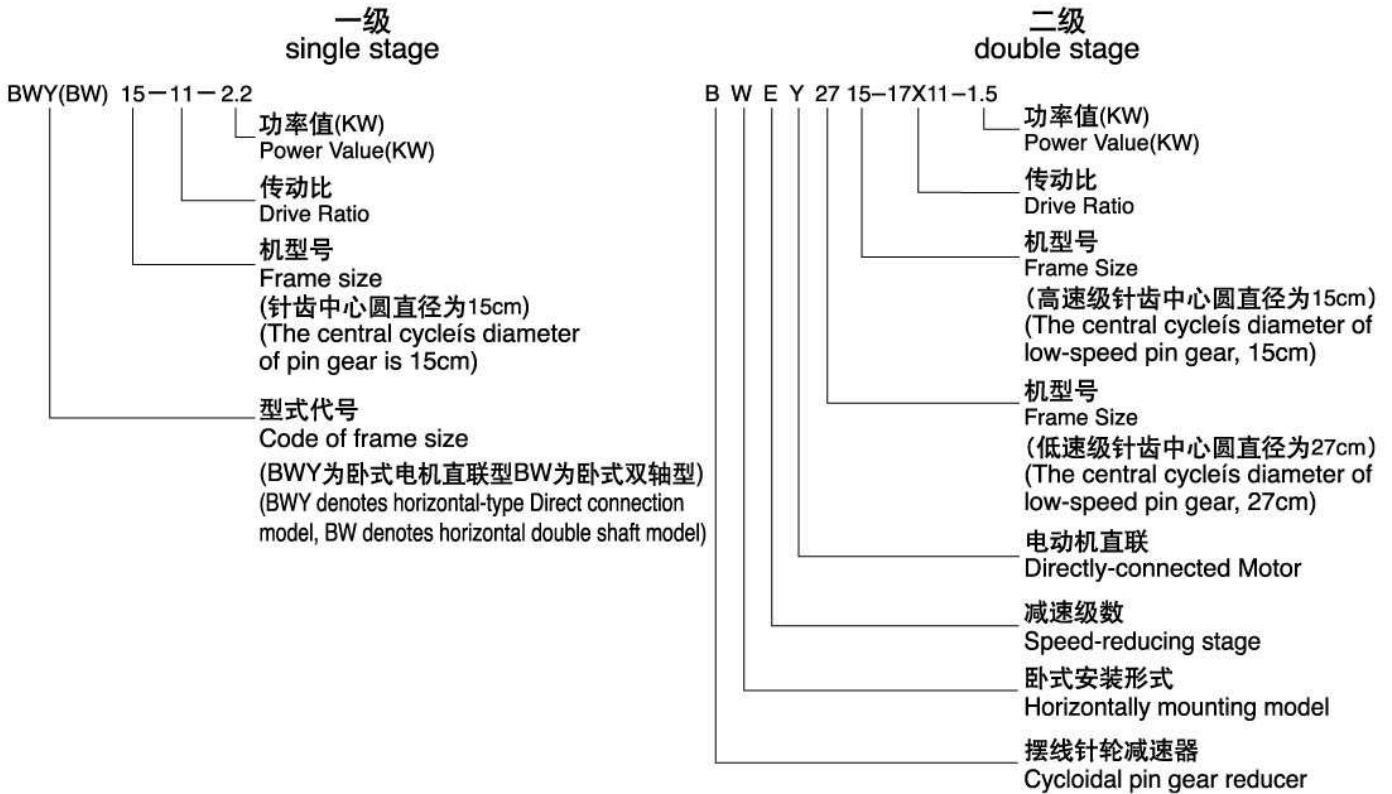 一级
single stage
BWY(BW) 15-11-2.2
功率值(KW)
Power Value(KW)
传动比
Drive Ratio
机型号
Frame size
(针齿中心圆直径为15cm)
(The central cycleís diameter
of pin gear is 15cm)
型式代号
Code of frame size
(BWY为卧式电机直联型BW为卧式双轴型)
(BWY denotes horizontal-type Direct connection
model, BW denotes horizontal double shaft model)
二级
double stage
B W E Y 27 15-17X11-1.5
功率值(KW)
Power Value(KW)
传动比
Drive Ratio
机型号
Frame Size
(高速级针齿中心圆直径为15cm)
(The central cycleís diameter of
low-speed pin gear, 15cm)
机型号
Frame Size
(低速级针齿中心圆直径为27cm)
(The central cycleís diameter of
low-speed pin gear, 27cm)
电动机直联
Directly-connected Motor
减速级数
Speed-reducing stage
卧式安装形式
Horizontally mounting model
摆线针轮减速器
Cycloidal pin gear reducer